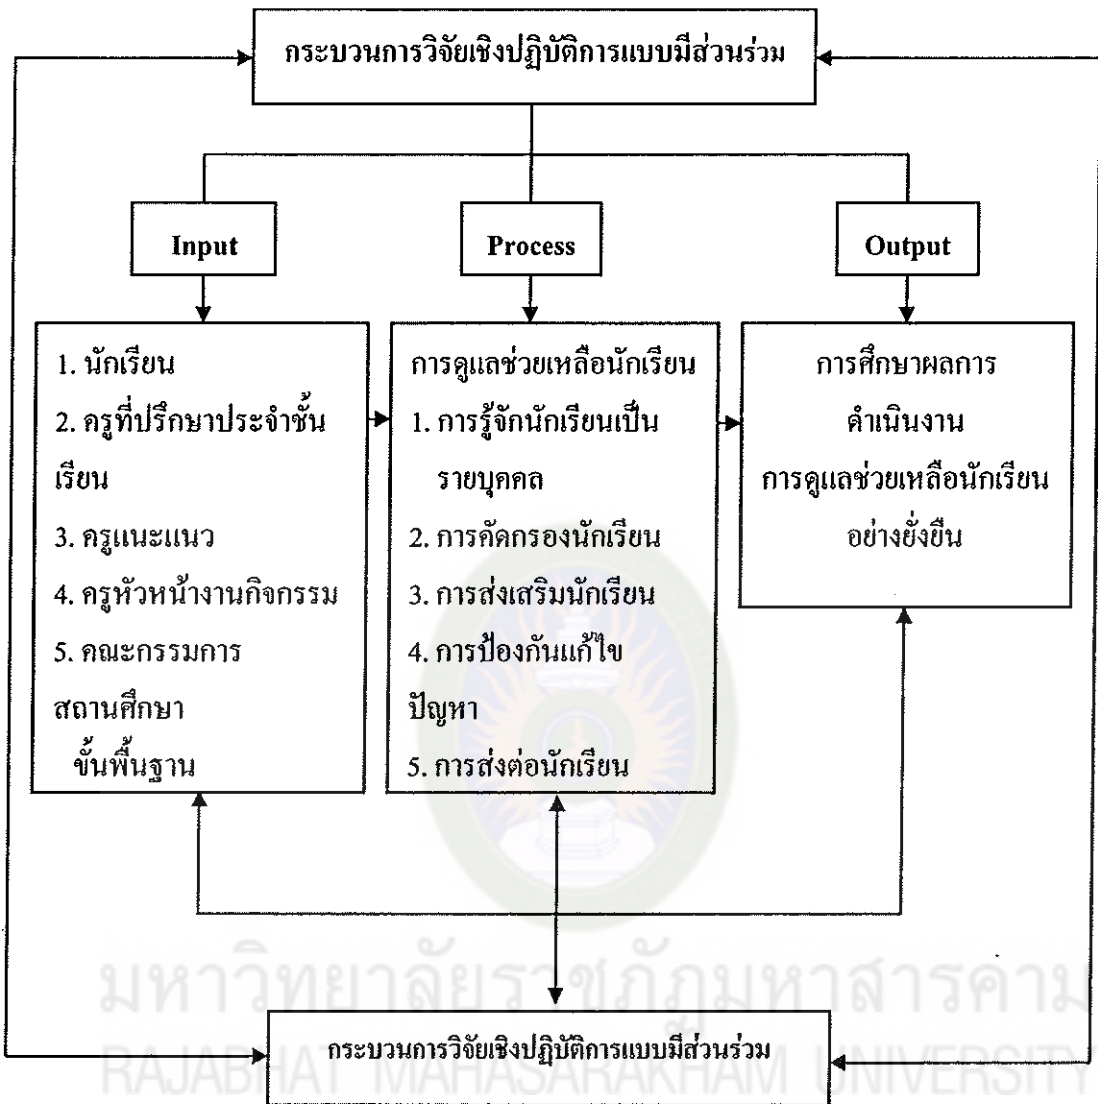 กระบวนการวิจัยเชิงปฏิบัติการแบบมีส่วนร่วม
Input
Process
Output
1. นักเรียน
2. ครูที่ปรึกษาประจำชั้น
เรียน
3. ครูแนะแนว
4. ครูหัวหน้างานกิจกรรม
5. คณะกรรมการ
สถานศึกษา
ขั้นพื้นฐาน
การดูแลช่วยเหลือนักเรียน
1. การรู้จักนักเรียนเป็น
รายบุคคล
2. การคัดกรองนักเรียน
3. การส่งเสริมนักเรียน
4. การป้องกันแก้ไข
ปัญหา
5. การส่งต่อนักเรียน
การศึกษาผลการ
ดำเนินงาน
การดูแลช่วยเหลือนักเรียน
อย่างยั่งยืน
มหาวิทยาลัยราชภัฏมหาสารคาม
กระบวนการวิจัยเชิงปฏิบัติการแบบมีส่วนร่วม
RAJABHAT MAHASARAKHAM UNIVERSITY